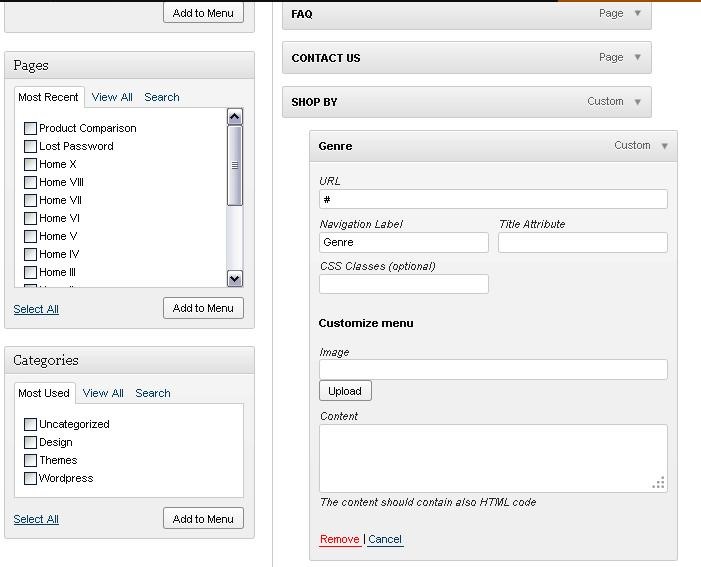 Add to Menu
Pages
Most Recent View All Search
Product Comparison
Lost Password
Home X
Home VIII
Home VII
Home VI
Home V
Home IV
Home III
Select All Add to Menu
Categories
Most Used View All Search
Uncategorized
Design
Themes
Wordpress
Select All Add to Menu
FAQ Page
CONTACT US Page
SHOP BY Custom
Genre Custom
URL
#
Navigation Label Title Attribute
Genre
CSS Classes (optional)
Customize menu
Image
Upload
Content
The content should contain also HTML code
Remove | Cancel